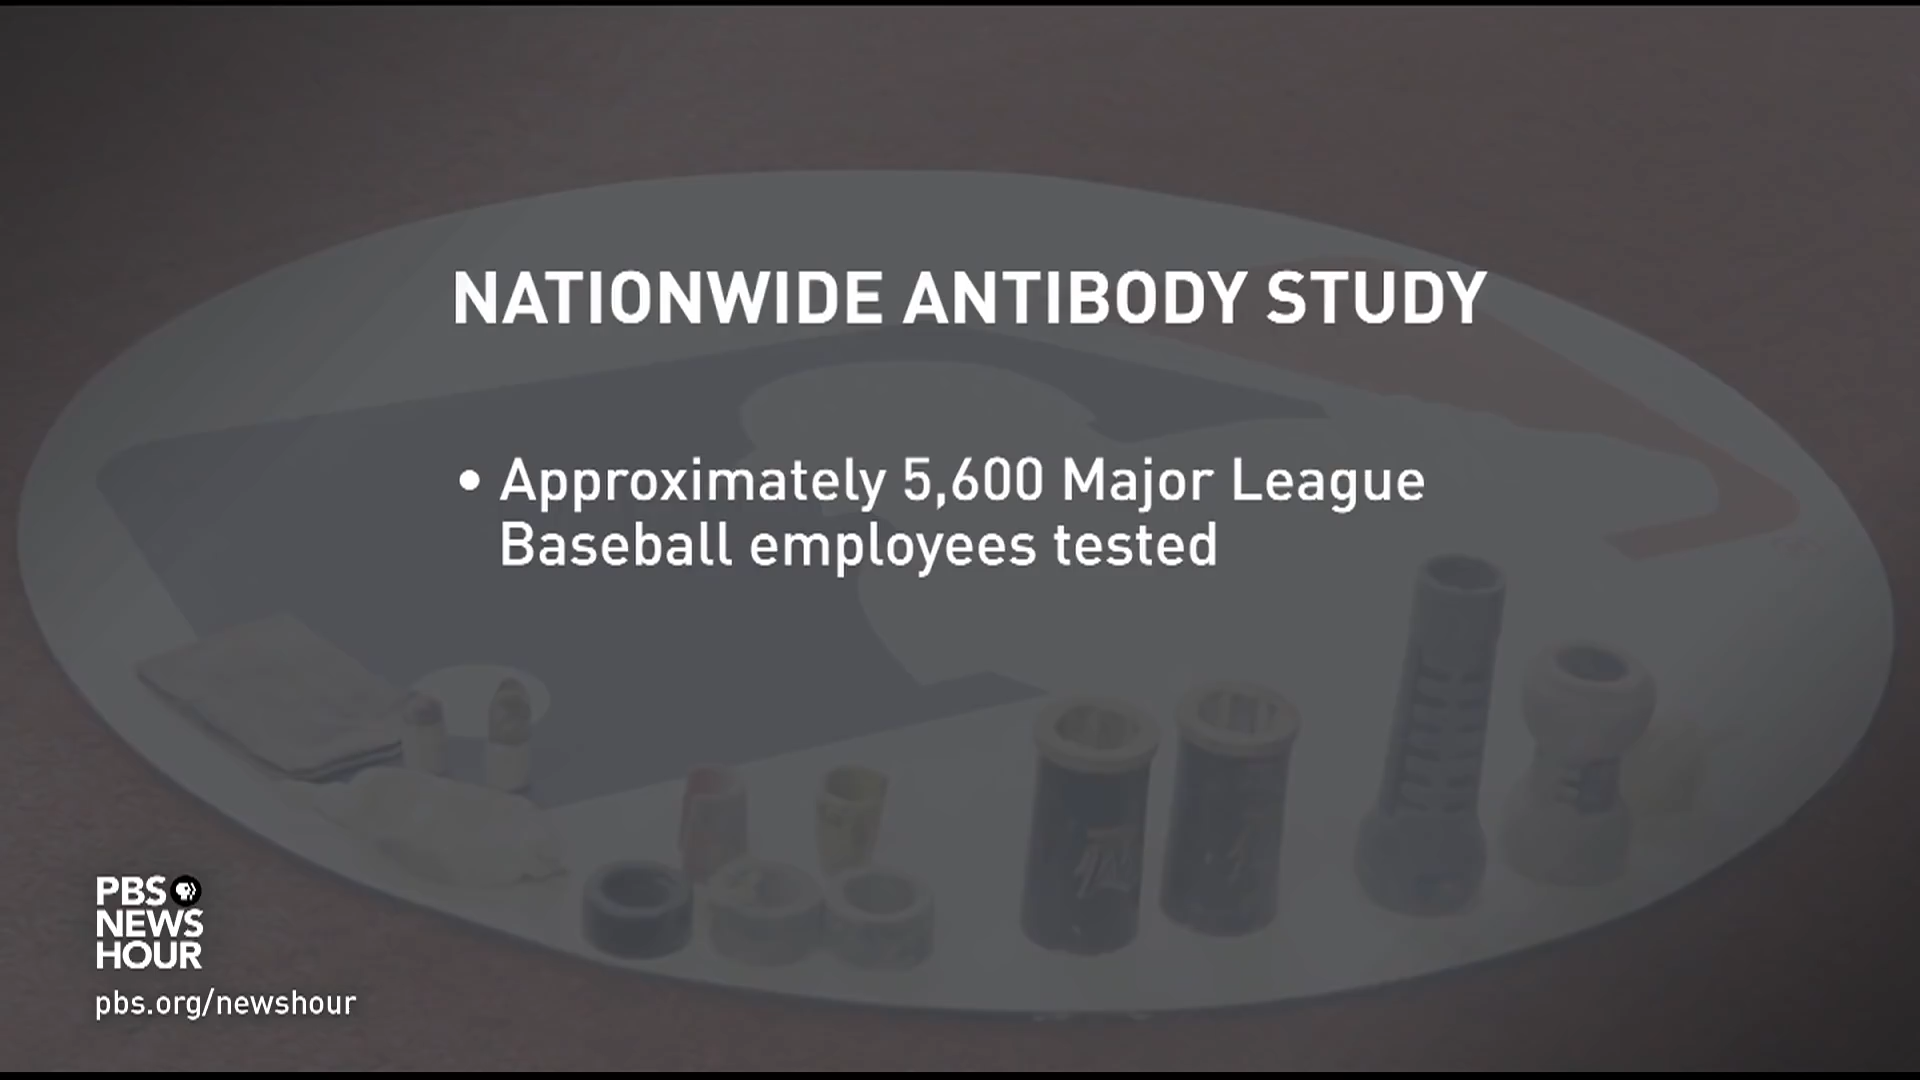 NATIONWIDE ANTIBODY STUDY
• Approximately 5,600 Major League
Baseball employees tested
PBS
NEWS
HOUR
pbs.org/newshour